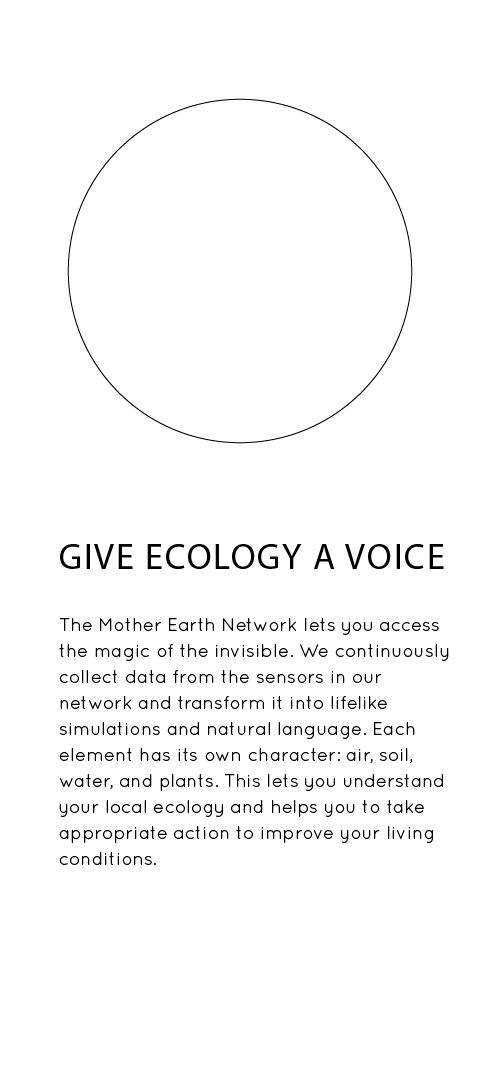 GIVE ECOLOGY A VOICE
The Mother Earth Network lets you access
the magic of the invisible. We continuously
collect data from the sensors in our
network and transform it into lifelike
simulations and natural language. Each
element has its own character: air, soil,
water, and plants. This lets you understand
your local ecology and helps you to take
appropriate action to improve your living
conditions.